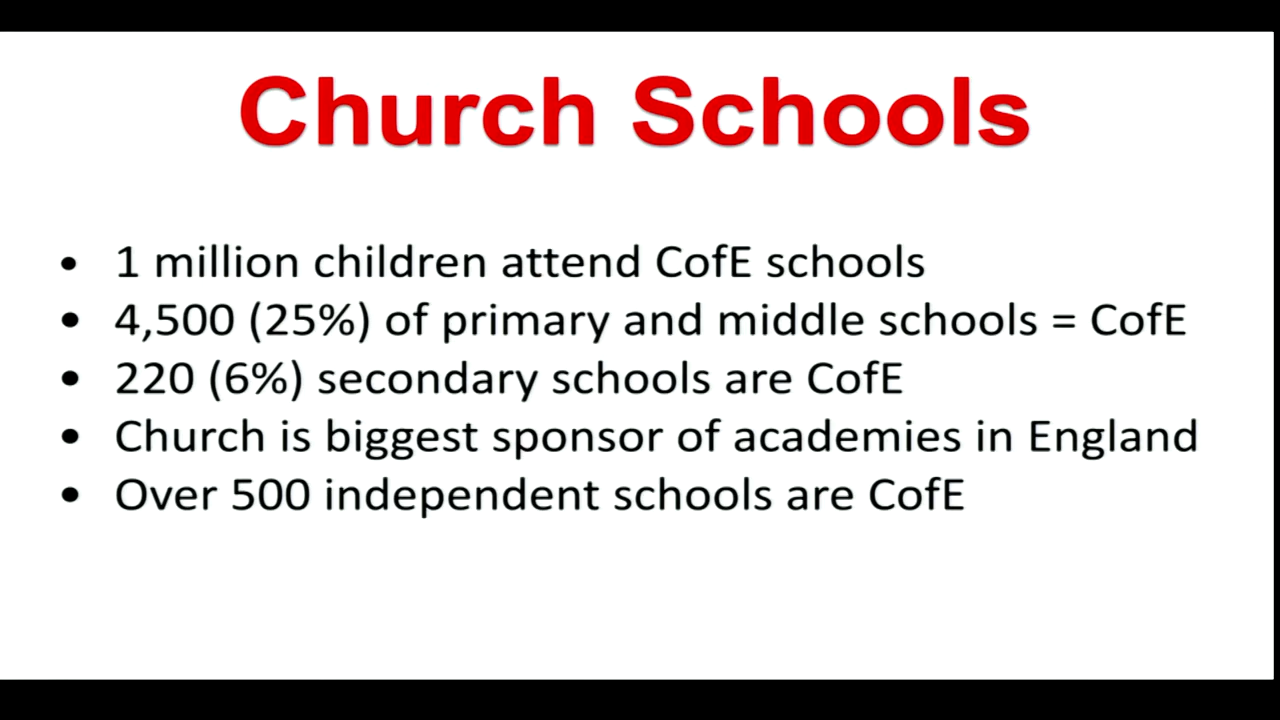 Church Schools
• 1 million children attend CofE schools
• 4,500 (25%) of primary and middle schools = CofE
• 220 (6%) secondary schools are CofE
• Church is biggest sponsor of academies in England
• Over 500 independent schools are CofE